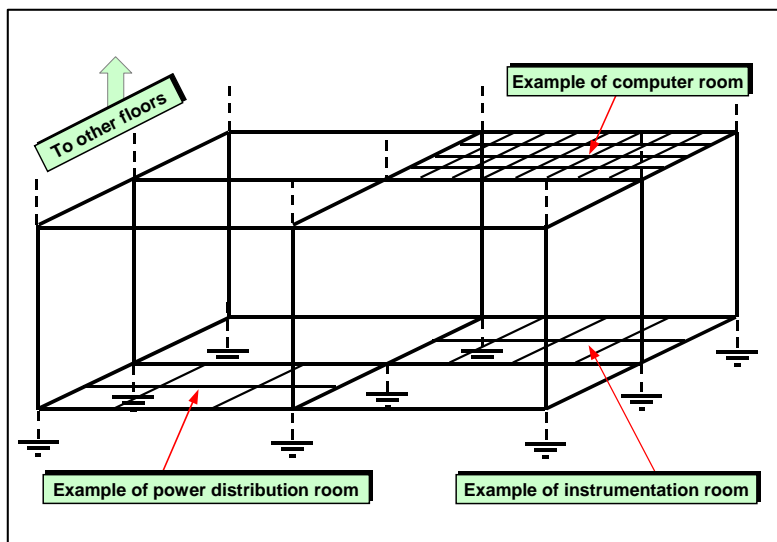 Example of computer room
To other floors
Example of power distribution room
Example of instrumentation room